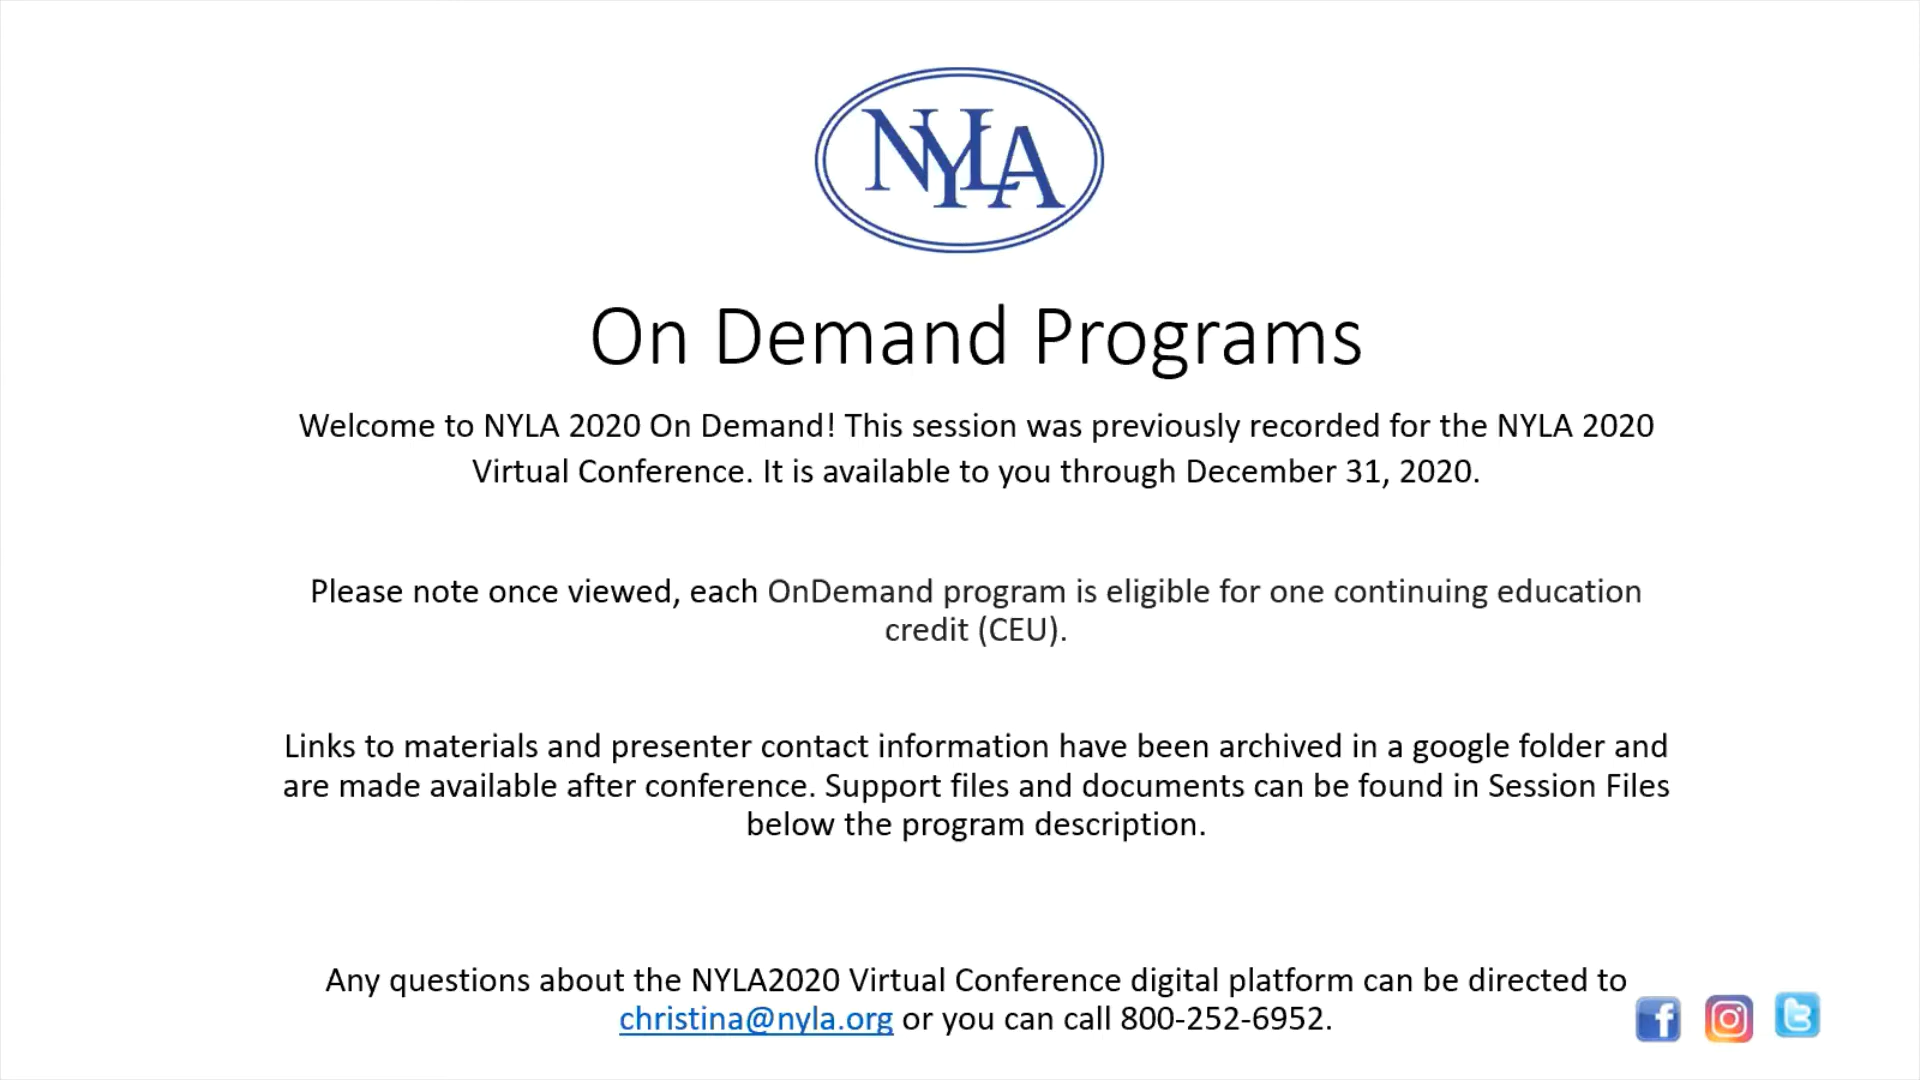 NYLA
On Demand Programs
Welcome to NYLA 2020 On Demand! This session was previously recorded for the NYLA 2020
Virtual Conference. It is available to you through December 31, 2020.
Please note once viewed, each OnDemand program is eligible for one continuing education
credit (CEU).
Links to materials and presenter contact information have been archived in a google folder and
are made available after conference. Support files and documents can be found in Session Files
below the program description.
Any questions about the NYLA2020 Virtual Conference digital platform can be directed to
christina@nyla.org or you can call 800-252-6952.